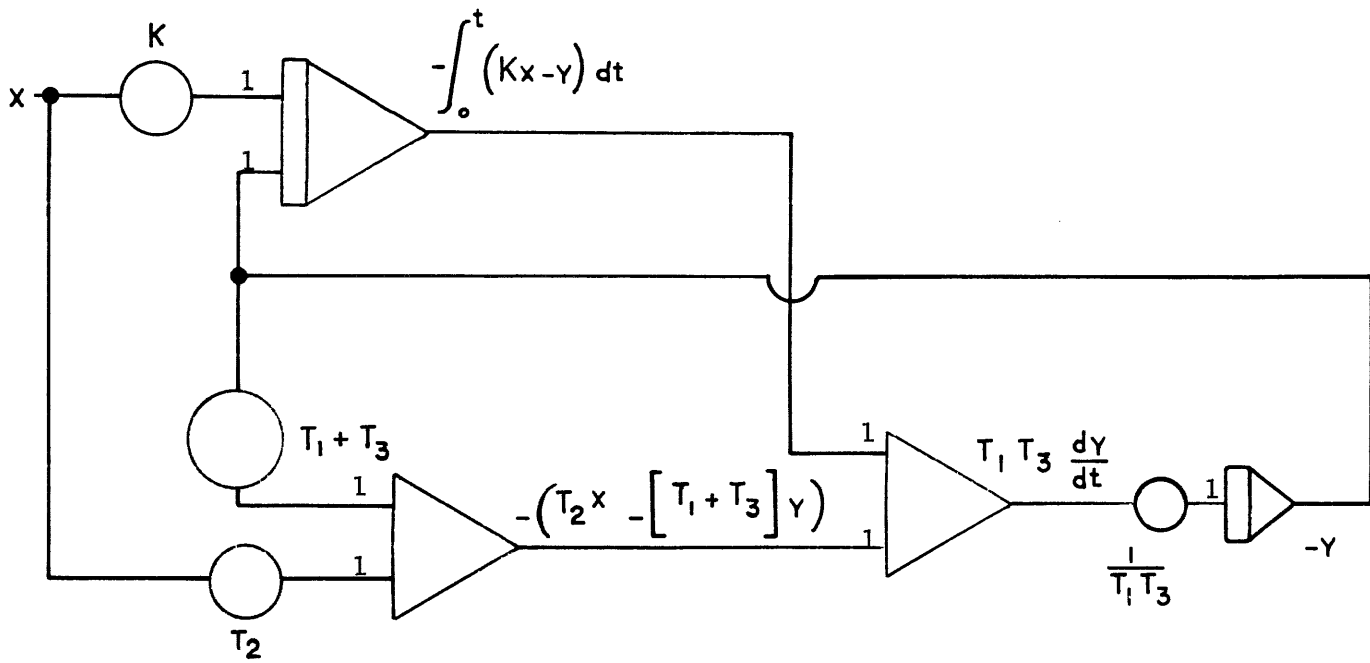 K
X
1
1
-∫₀ᵗ (KX-Y) dt
T₁ + T₃
1
1
T₂
-(T₂X -[T₁ + T₃]Y)
1
1
T₁ T₃ dY/dt
1/T₁T₃
1
-Y